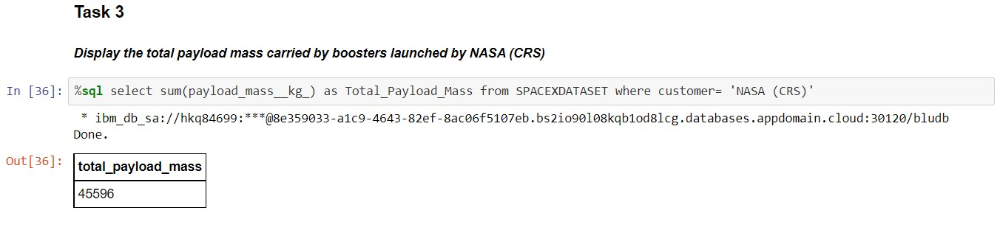 Task 3
Display the total payload mass carried by boosters launched by NASA (CRS)
In [36]: %sql select sum(payload_mass__kg_) as Total_Payload_Mass from SPACEXDATASET where customer= 'NASA (CRS)'
* ibm_db_sa://hkq84699:***@8e359033-a1c9-4643-82ef-8ac06f5107eb.bs2io90l08kqb1od8lcg.databases.appdomain.cloud:30120/bludb
Done.
Out[36]: total_payload_mass
45596